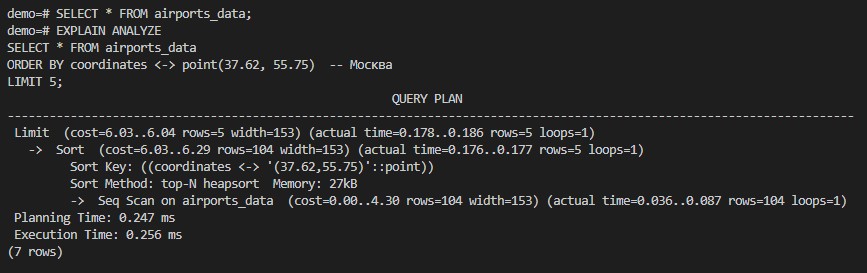 demo=# SELECT * FROM airports_data;
demo=# EXPLAIN ANALYZE
SELECT * FROM airports_data
ORDER BY coordinates <-> point(37.62, 55.75)  -- Москва
LIMIT 5;
QUERY PLAN
-------------------------------------------------------------------------------------------------------------------------
Limit  (cost=6.03..6.04 rows=5 width=153) (actual time=0.178..0.186 rows=5 loops=1)
->  Sort  (cost=6.03..6.29 rows=104 width=153) (actual time=0.176..0.177 rows=5 loops=1)
Sort Key: ((coordinates <-> '(37.62,55.75)'::point))
Sort Method: top-N heapsort  Memory: 27kB
->  Seq Scan on airports_data  (cost=0.00..4.30 rows=104 width=153) (actual time=0.036..0.087 rows=104 loops=1)
Planning Time: 0.247 ms
Execution Time: 0.256 ms
(7 rows)